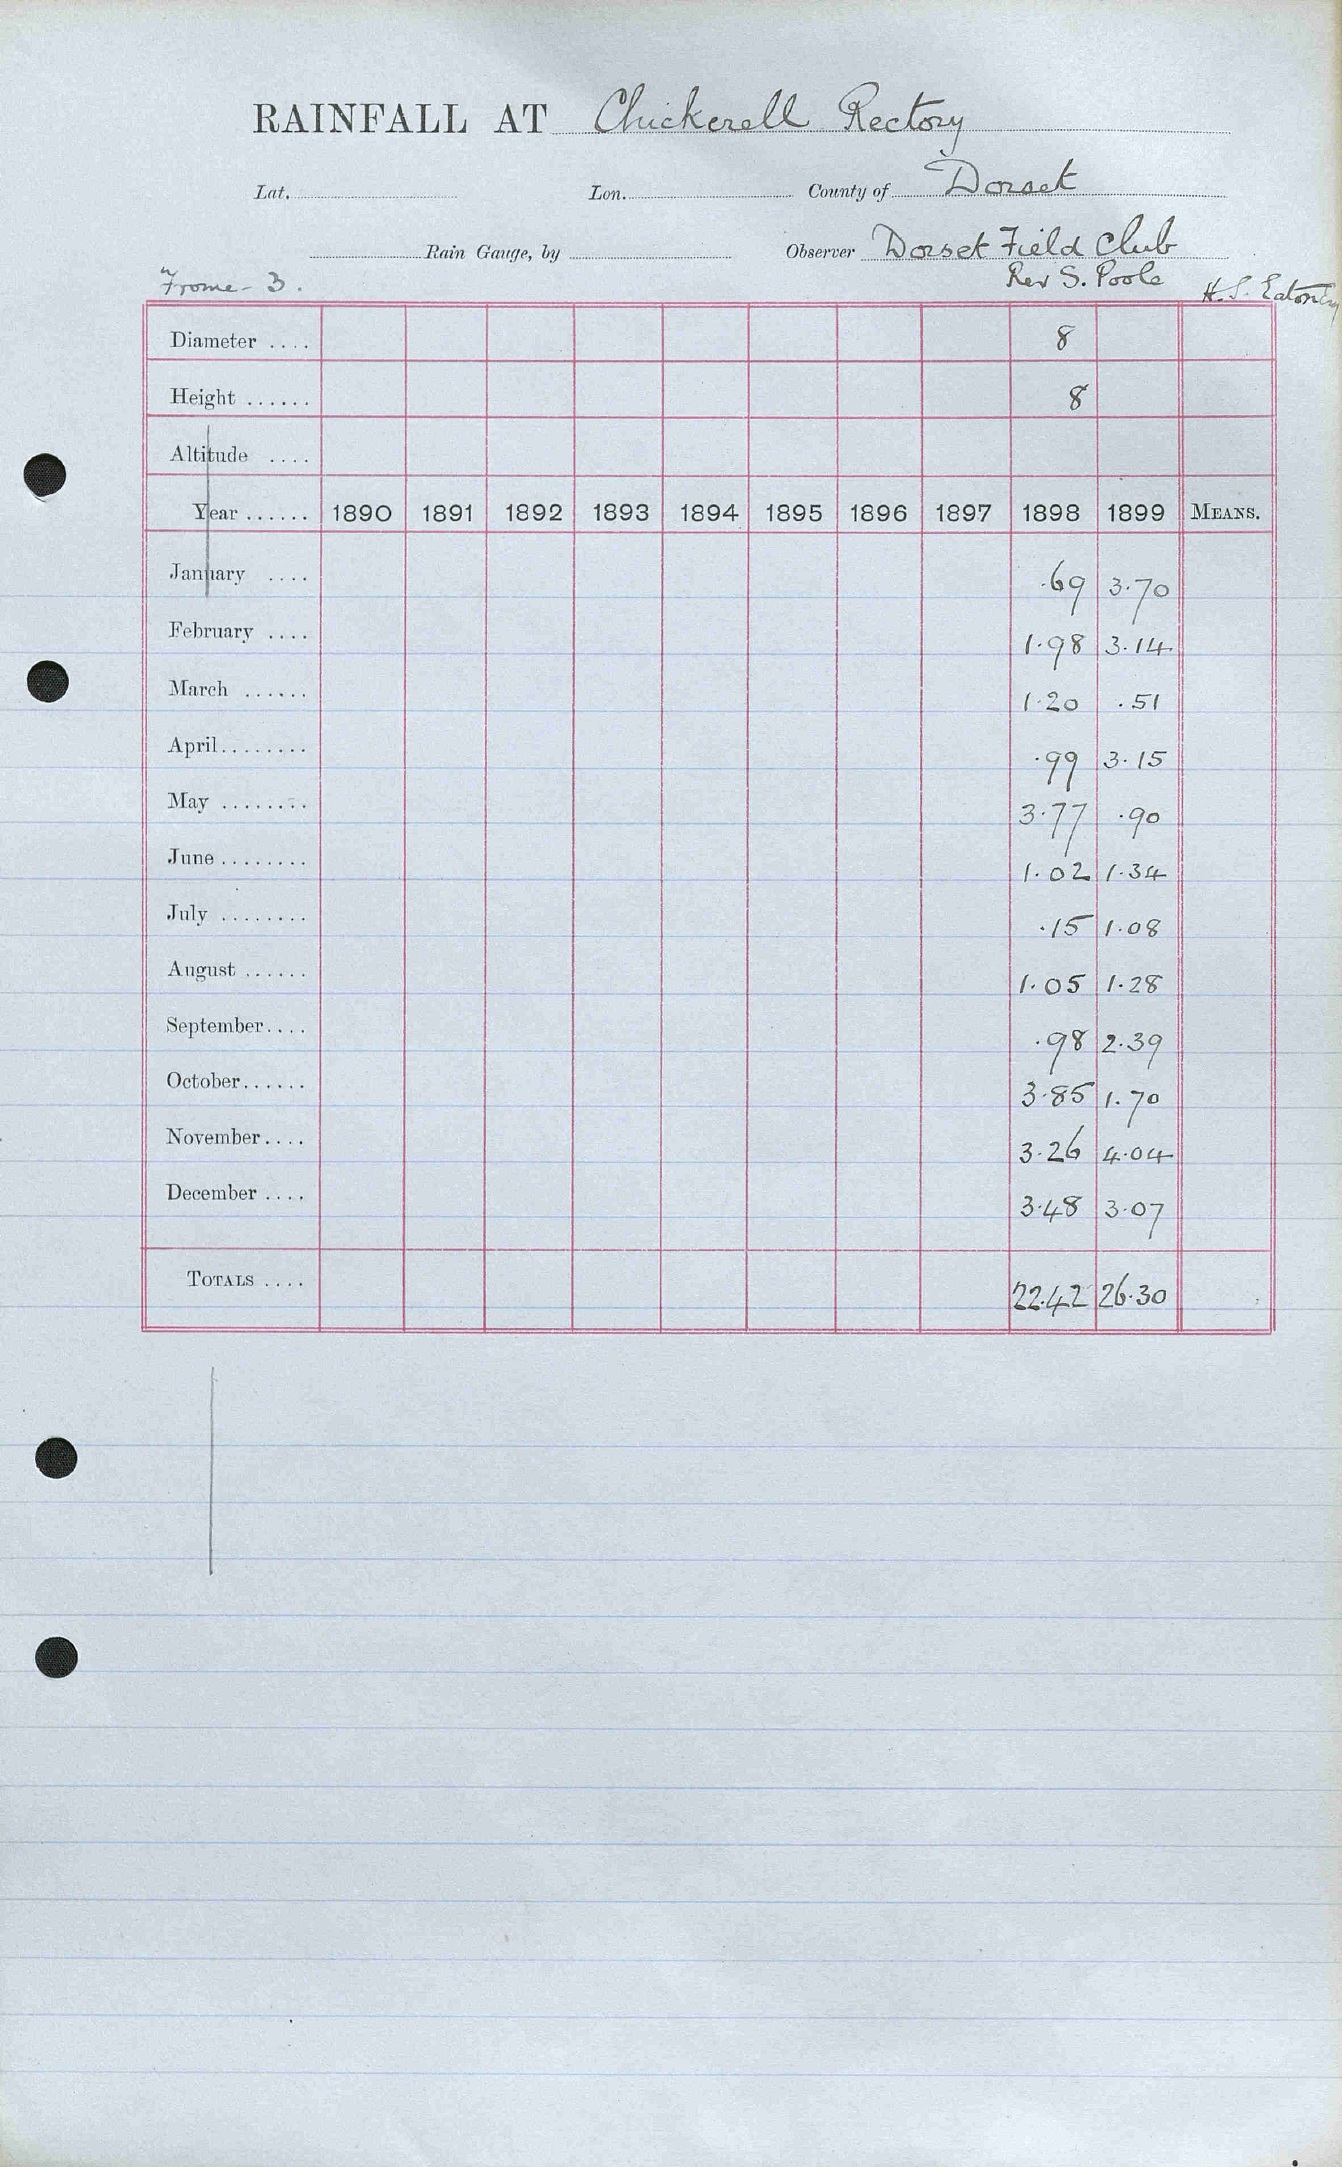 RAINFALL AT Chickerell Rectory
Lat. Lon. County of Dorset
Rain Gauge, by Observer Dorset Field Club
Frome - 3. Rev S. Poole H. S. Eaton
Diameter .... 8
Height ...... 8
Altitude ....
Year ...... 1890 1891 1892 1893 1894 1895 1896 1897 1898 1899 MEANS.
January .... .69 3.70
February .... 1.98 3.14
March ...... 1.20 .51
April........ .99 3.15
May ........ 3.77 .90
June ........ 1.02 1.34
July ........ .15 1.08
August ...... 1.05 1.28
September.... .98 2.39
October...... 3.85 1.70
November.... 3.26 4.04
December .... 3.48 3.07
TOTALS .... 22.42 26.30